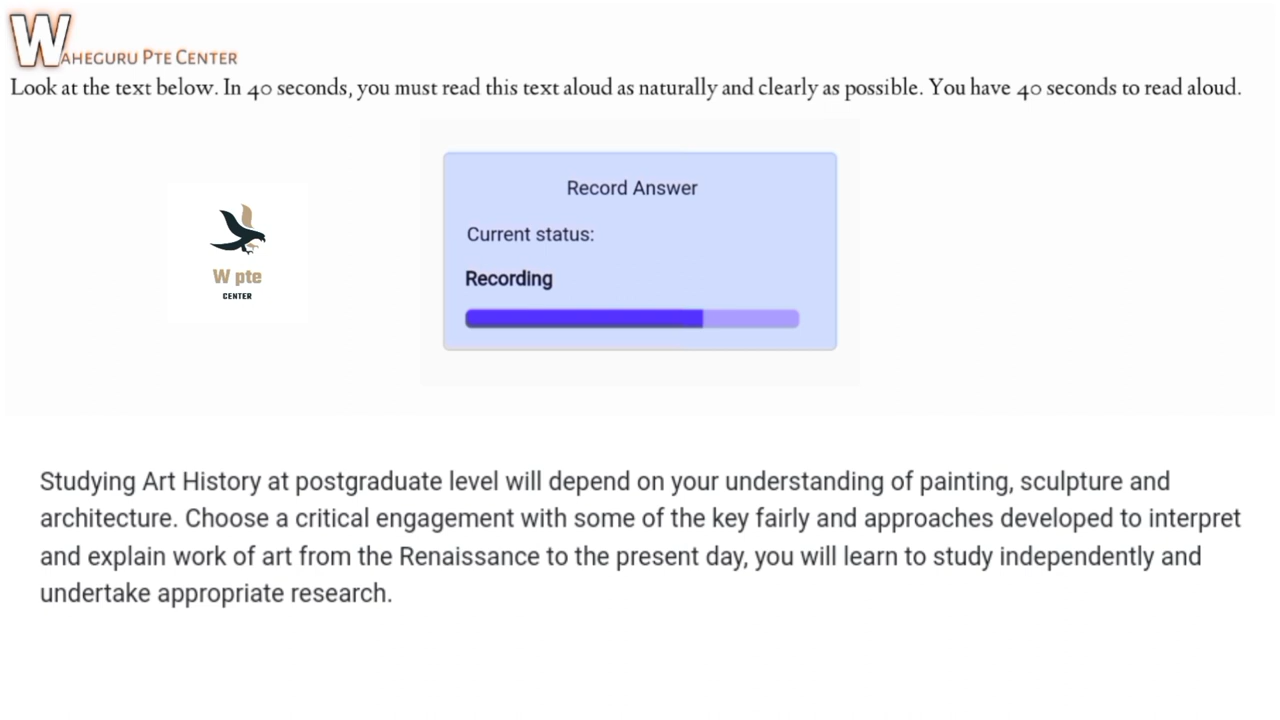 WAHEGURU PTE CENTER
Look at the text below. In 40 seconds, you must read this text aloud as naturally and clearly as possible. You have 40 seconds to read aloud.
Record Answer
Current status:
Recording
W pte
CENTER
Studying Art History at postgraduate level will depend on your understanding of painting, sculpture and
architecture. Choose a critical engagement with some of the key fairly and approaches developed to interpret
and explain work of art from the Renaissance to the present day, you will learn to study independently and
undertake appropriate research.